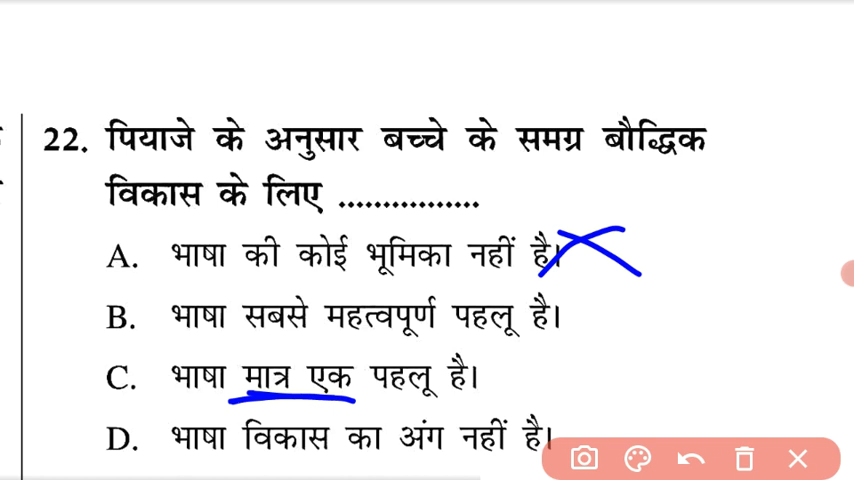 22. पियाजे के अनुसार बच्चे के समग्र बौद्धिक
विकास के लिए ................
A. भाषा की कोई भूमिका नहीं है।
B. भाषा सबसे महत्वपूर्ण पहलू है।
C. भाषा मात्र एक पहलू है।
D. भाषा विकास का अंग नहीं है।